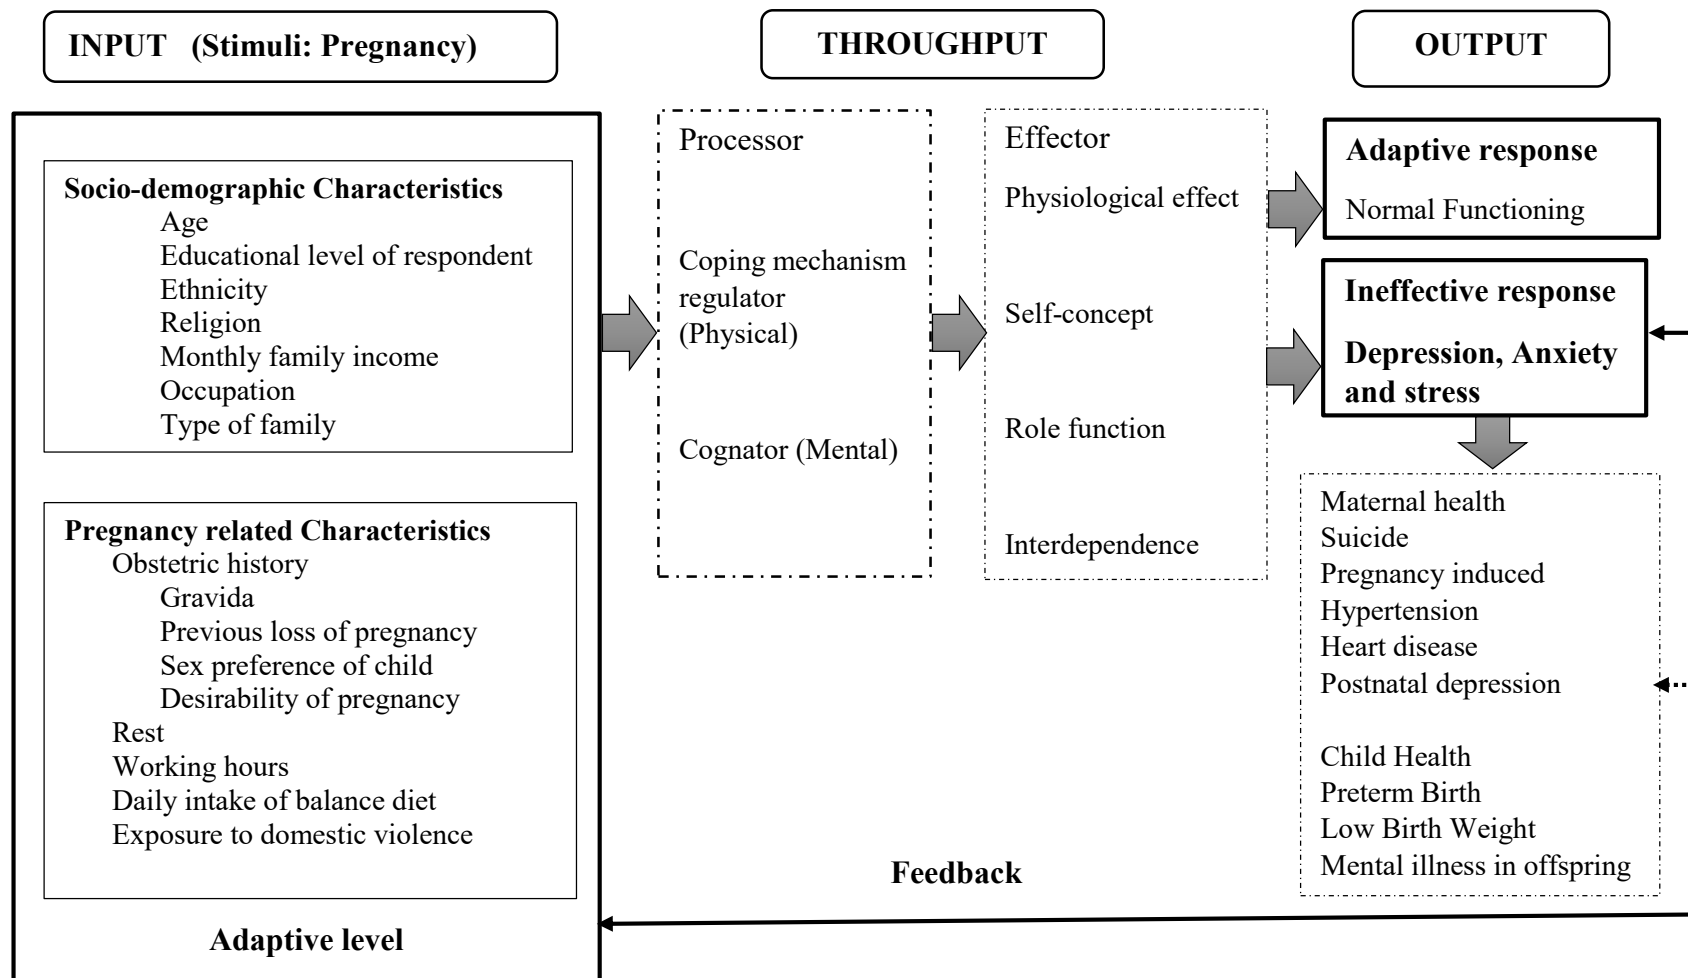 INPUT (Stimuli: Pregnancy)
THROUGHPUT
OUTPUT
Socio-demographic Characteristics
Age
Educational level of respondent
Ethnicity
Religion
Monthly family income
Occupation
Type of family
Pregnancy related Characteristics
Obstetric history
Gravida
Previous loss of pregnancy
Sex preference of child
Desirability of pregnancy
Rest
Working hours
Daily intake of balance diet
Exposure to domestic violence
Adaptive level
Processor
Coping mechanism
regulator
(Physical)
Cognator (Mental)
Effector
Physiological effect
Self-concept
Role function
Interdependence
Adaptive response
Normal Functioning
Ineffective response
Depression, Anxiety
and stress
Maternal health
Suicide
Pregnancy induced
Hypertension
Heart disease
Postnatal depression
Child Health
Preterm Birth
Low Birth Weight
Mental illness in offspring
Feedback